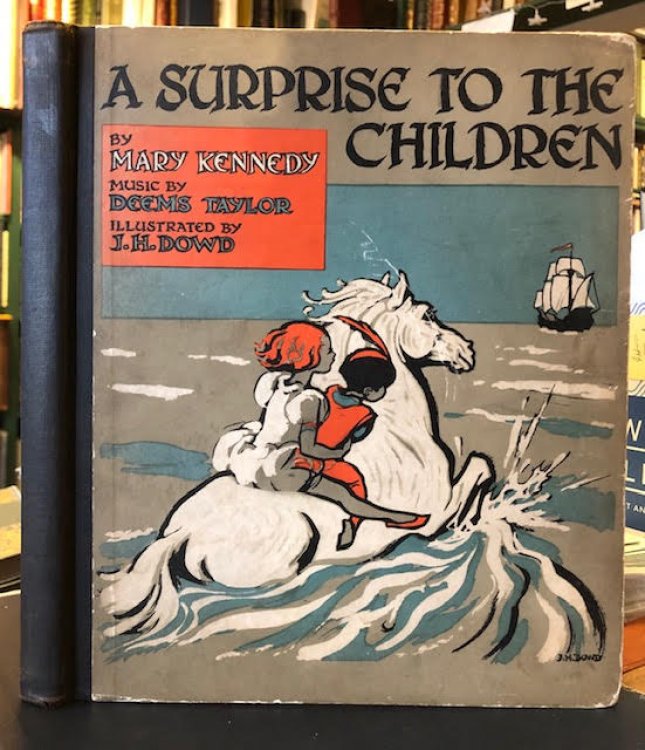 A SURPRISE TO THE
CHILDREN
BY
MARY KENNEDY
MUSIC BY
DEEMS TAYLOR
ILLUSTRATED BY
J.H. DOWD
J.H. DOWD